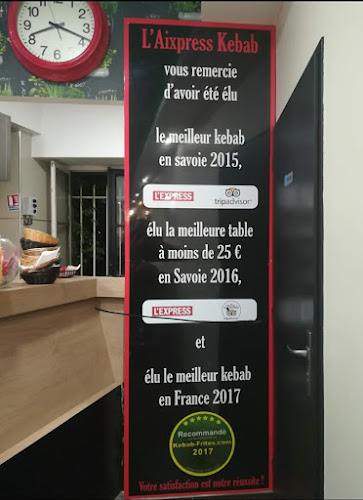 L'Aixpress Kebab
vous remercie
d'avoir été élu
le meilleur kebab
en savoie 2015,
L'EXPRESS tripadvisor
élu la meilleure table
à moins de 25 €
en Savoie 2016,
L'EXPRESS
et
élu le meilleur kebab
en France 2017
Recommandé
Kebab-Frites.com
2017
Votre satisfaction est notre réussite !